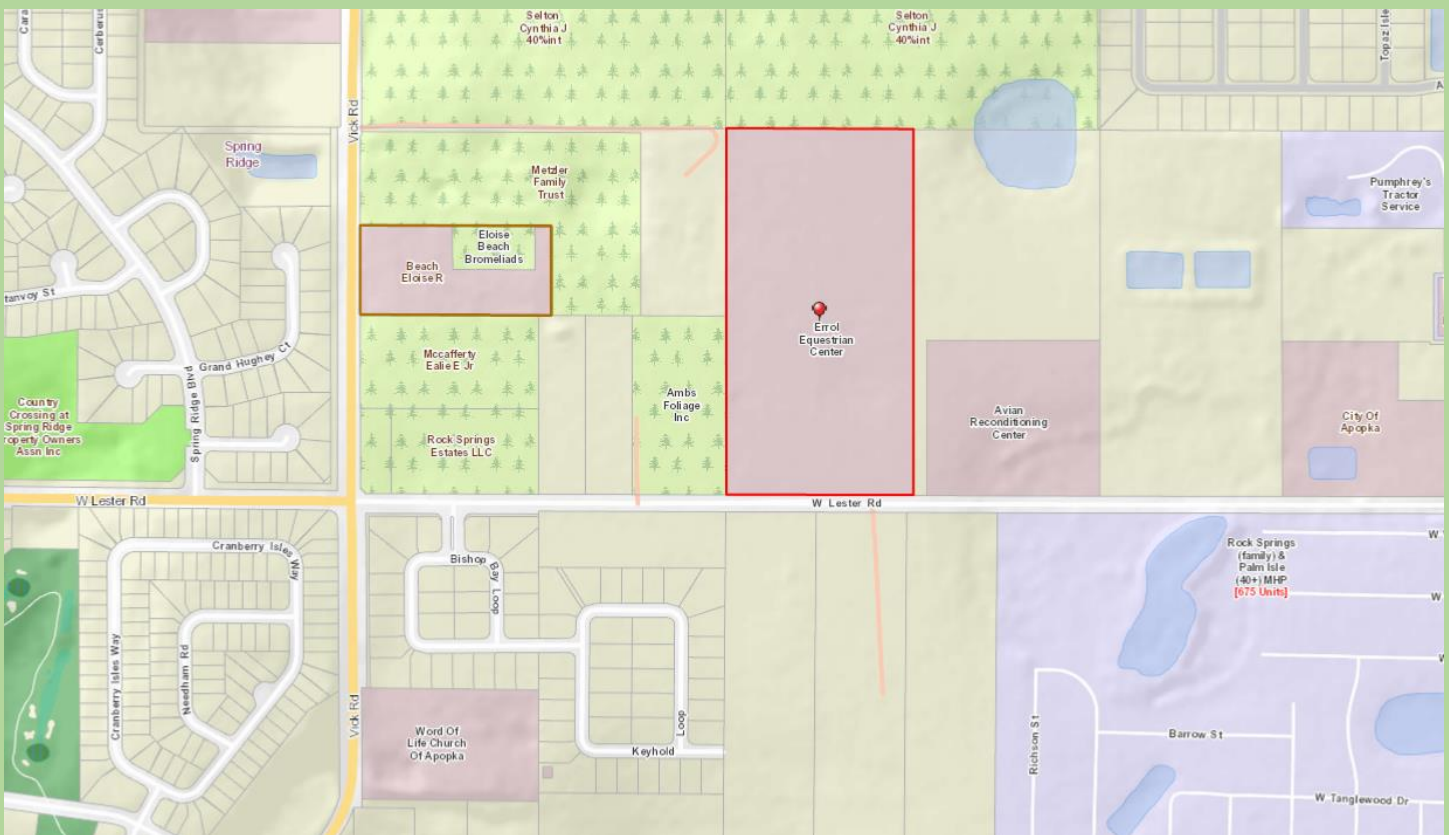 Selton
Cynthia J
40%int
Selton
Cynthia J
40%int
Topaz Isle
Vick Rd
Spring
Ridge
Metzler
Family
Trust
Pumphrey's
Tractor
Service
Eloise
Beach
Bromeliads
Beach
Eloise R
Errol
Equestrian
Center
Mccafferty
Ealie E Jr
Grand Hughey Ct
Spring Ridge Blvd
Ambs
Foliage
Inc
Country
Crossing at
Spring Ridge
roperty Owners
Assn Inc
Avian
Reconditioning
Center
City Of
Apopka
Rock Springs
Estates LLC
W Lester Rd
W Lester Rd
Cranberry Isles Way
Bishop
Bay Loop
Rock Springs
(family) &
Palm Isle
(40+) MHP
[675 Units]
W
W
W
Cranberry Isles Way
Needham Rd
Vick Rd
Word Of
Life Church
Of Apopka
Loop
Keyhold
Richson St
Barrow St
W Tanglewood Dr